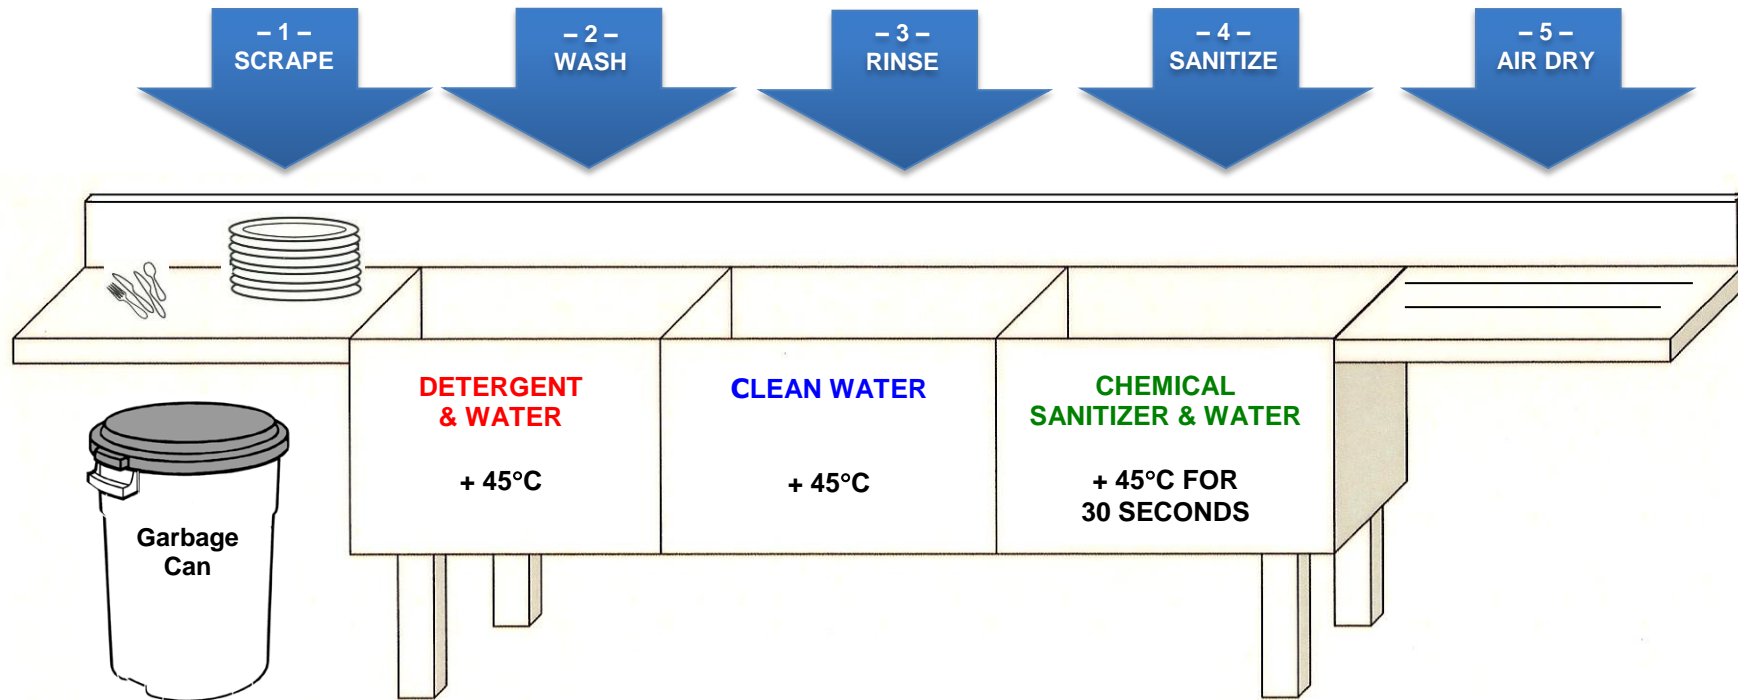 – 1 –
SCRAPE
– 2 –
WASH
– 3 –
RINSE
– 4 –
SANITIZE
– 5 –
AIR DRY
DETERGENT
& WATER
+ 45°C
CLEAN WATER
+ 45°C
CHEMICAL
SANITIZER & WATER
+ 45°C FOR
30 SECONDS
Garbage
Can